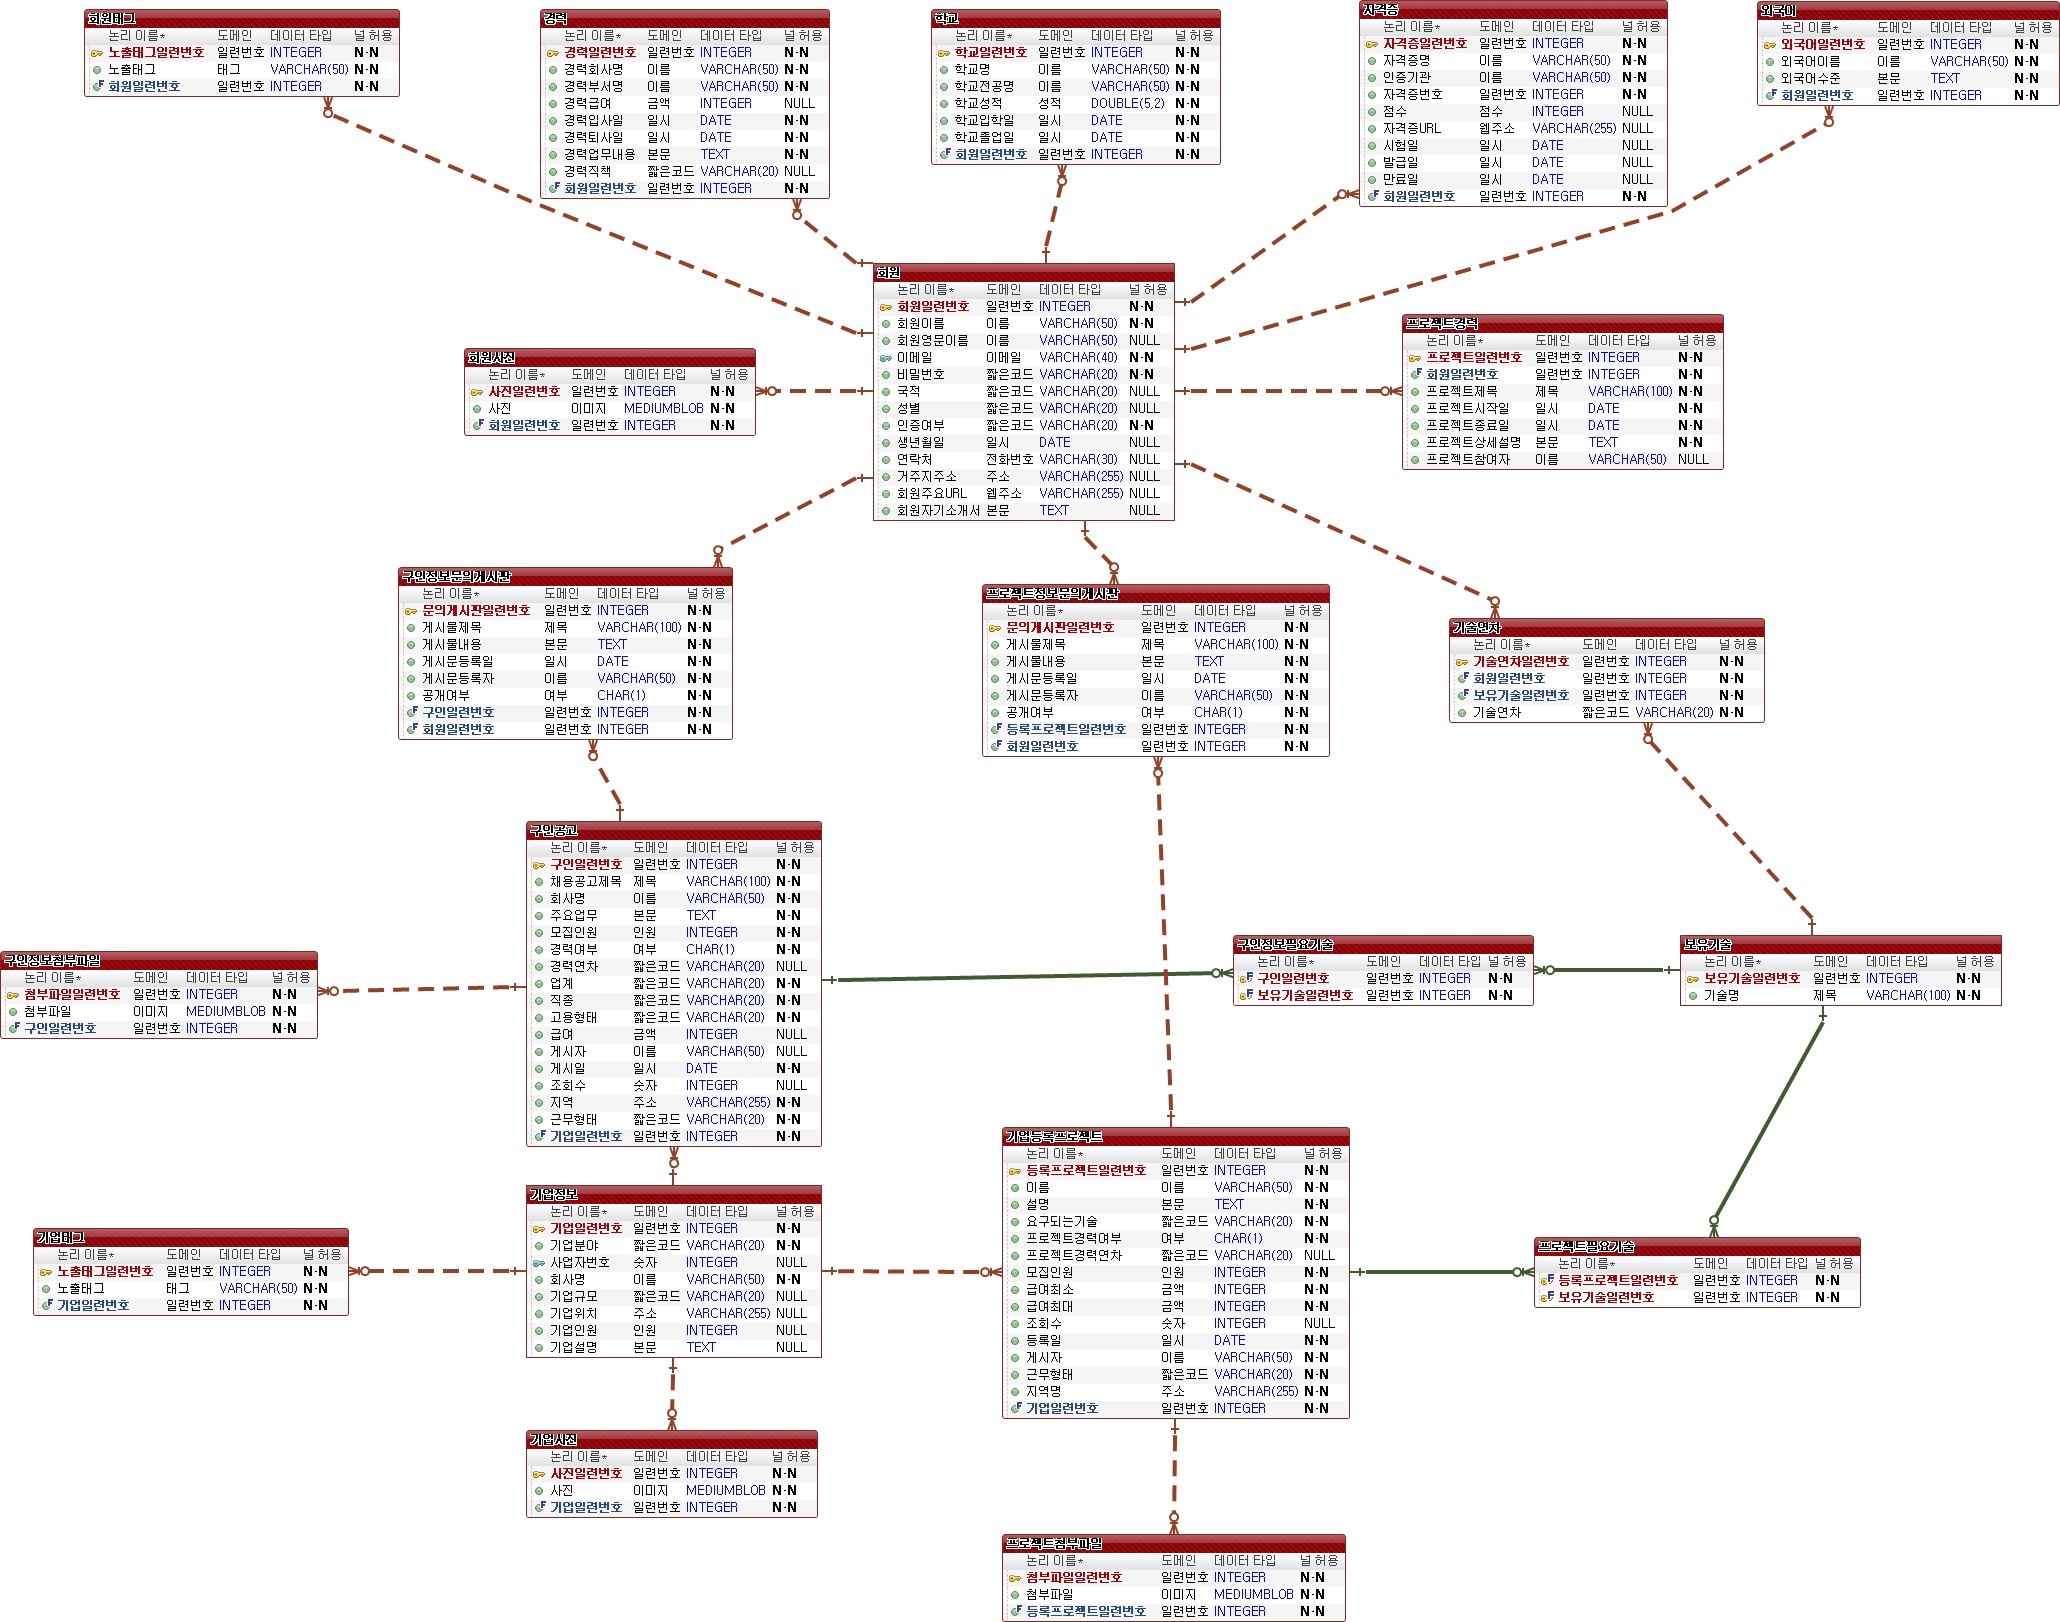 회원태그
논리 이름* 도메인 데이터 타입 널 허용
노출태그일련번호 일련번호 INTEGER N-N
노출태그 태그 VARCHAR(50) N-N
회원일련번호 일련번호 INTEGER N-N
경력
논리 이름* 도메인 데이터 타입 널 허용
경력일련번호 일련번호 INTEGER N-N
경력회사명 이름 VARCHAR(50) N-N
경력부서명 이름 VARCHAR(50) N-N
경력급여 금액 INTEGER NULL
경력입사일 일시 DATE N-N
경력퇴사일 일시 DATE N-N
경력업무내용 본문 TEXT N-N
경력직책 짧은코드 VARCHAR(20) NULL
회원일련번호 일련번호 INTEGER N-N
학교
논리 이름* 도메인 데이터 타입 널 허용
학교일련번호 일련번호 INTEGER N-N
학교명 이름 VARCHAR(50) N-N
학교전공명 이름 VARCHAR(50) N-N
학교성적 성적 DOUBLE(5,2) N-N
학교입학일 일시 DATE N-N
학교졸업일 일시 DATE N-N
회원일련번호 일련번호 INTEGER N-N
자격증
논리 이름* 도메인 데이터 타입 널 허용
자격증일련번호 일련번호 INTEGER N-N
자격증명 이름 VARCHAR(50) N-N
인증기관 이름 VARCHAR(50) N-N
자격증번호 일련번호 INTEGER N-N
점수 점수 INTEGER NULL
자격증URL 웹주소 VARCHAR(255) NULL
시험일 일시 DATE NULL
발급일 일시 DATE NULL
만료일 일시 DATE NULL
회원일련번호 일련번호 INTEGER N-N
외국어
논리 이름* 도메인 데이터 타입 널 허용
외국어일련번호 일련번호 INTEGER N-N
외국어이름 이름 VARCHAR(50) N-N
외국어수준 본문 TEXT N-N
회원일련번호 일련번호 INTEGER N-N
회원
논리 이름* 도메인 데이터 타입 널 허용
회원일련번호 일련번호 INTEGER N-N
회원이름 이름 VARCHAR(50) N-N
회원영문이름 이름 VARCHAR(50) NULL
이메일 이메일 VARCHAR(40) N-N
비밀번호 짧은코드 VARCHAR(20) N-N
국적 짧은코드 VARCHAR(20) NULL
성별 짧은코드 VARCHAR(20) NULL
인증여부 짧은코드 VARCHAR(20) N-N
생년월일 일시 DATE NULL
연락처 전화번호 VARCHAR(30) NULL
거주지주소 주소 VARCHAR(255) NULL
회원주요URL 웹주소 VARCHAR(255) NULL
회원자기소개서 본문 TEXT NULL
회원사진
논리 이름* 도메인 데이터 타입 널 허용
사진일련번호 일련번호 INTEGER N-N
사진 이미지 MEDIUMBLOB N-N
회원일련번호 일련번호 INTEGER N-N
프로젝트경력
논리 이름* 도메인 데이터 타입 널 허용
프로젝트일련번호 일련번호 INTEGER N-N
회원일련번호 일련번호 INTEGER N-N
프로젝트제목 제목 VARCHAR(100) N-N
프로젝트시작일 일시 DATE N-N
프로젝트종료일 일시 DATE N-N
프로젝트상세설명 본문 TEXT N-N
프로젝트참여자 이름 VARCHAR(50) NULL
구인정보문의게시판
논리 이름* 도메인 데이터 타입 널 허용
문의게시판일련번호 일련번호 INTEGER N-N
게시물제목 제목 VARCHAR(100) N-N
게시물내용 본문 TEXT N-N
게시문등록일 일시 DATE N-N
게시문등록자 이름 VARCHAR(50) N-N
공개여부 여부 CHAR(1) N-N
구인일련번호 일련번호 INTEGER N-N
회원일련번호 일련번호 INTEGER N-N
프로젝트정보문의게시판
논리 이름* 도메인 데이터 타입 널 허용
문의게시판일련번호 일련번호 INTEGER N-N
게시물제목 제목 VARCHAR(100) N-N
게시물내용 본문 TEXT N-N
게시문등록일 일시 DATE N-N
게시문등록자 이름 VARCHAR(50) N-N
공개여부 여부 CHAR(1) N-N
등록프로젝트일련번호 일련번호 INTEGER N-N
회원일련번호 일련번호 INTEGER N-N
기술연차
논리 이름* 도메인 데이터 타입 널 허용
기술연차일련번호 일련번호 INTEGER N-N
회원일련번호 일련번호 INTEGER N-N
보유기술일련번호 일련번호 INTEGER N-N
기술연차 짧은코드 VARCHAR(20) N-N
구인공고
논리 이름* 도메인 데이터 타입 널 허용
구인일련번호 일련번호 INTEGER N-N
채용공고제목 제목 VARCHAR(100) N-N
회사명 이름 VARCHAR(50) N-N
주요업무 본문 TEXT N-N
모집인원 인원 INTEGER N-N
경력여부 여부 CHAR(1) N-N
경력연차 짧은코드 VARCHAR(20) NULL
업계 짧은코드 VARCHAR(20) N-N
직종 짧은코드 VARCHAR(20) N-N
고용형태 짧은코드 VARCHAR(20) N-N
급여 금액 INTEGER NULL
게시자 이름 VARCHAR(50) NULL
게시일 일시 DATE N-N
조회수 숫자 INTEGER NULL
지역 주소 VARCHAR(255) N-N
근무형태 짧은코드 VARCHAR(20) N-N
기업일련번호 일련번호 INTEGER N-N
구인정보첨부파일
논리 이름* 도메인 데이터 타입 널 허용
첨부파일일련번호 일련번호 INTEGER N-N
첨부파일 이미지 MEDIUMBLOB N-N
구인일련번호 일련번호 INTEGER N-N
구인정보필요기술
논리 이름* 도메인 데이터 타입 널 허용
구인일련번호 일련번호 INTEGER N-N
보유기술일련번호 일련번호 INTEGER N-N
보유기술
논리 이름* 도메인 데이터 타입 널 허용
보유기술일련번호 일련번호 INTEGER N-N
기술명 제목 VARCHAR(100) N-N
기업정보
논리 이름* 도메인 데이터 타입 널 허용
기업일련번호 일련번호 INTEGER N-N
기업분야 짧은코드 VARCHAR(20) N-N
사업자번호 숫자 INTEGER NULL
회사명 이름 VARCHAR(50) N-N
기업규모 짧은코드 VARCHAR(20) NULL
기업위치 주소 VARCHAR(255) NULL
기업인원 인원 INTEGER NULL
기업설명 본문 TEXT NULL
기업태그
논리 이름* 도메인 데이터 타입 널 허용
노출태그일련번호 일련번호 INTEGER N-N
노출태그 태그 VARCHAR(50) N-N
기업일련번호 일련번호 INTEGER N-N
기업등록프로젝트
논리 이름* 도메인 데이터 타입 널 허용
등록프로젝트일련번호 일련번호 INTEGER N-N
이름 이름 VARCHAR(50) N-N
설명 본문 TEXT N-N
요구되는기술 짧은코드 VARCHAR(20) N-N
프로젝트경력여부 여부 CHAR(1) N-N
프로젝트경력연차 짧은코드 VARCHAR(20) NULL
모집인원 인원 INTEGER N-N
급여최소 금액 INTEGER N-N
급여최대 금액 INTEGER N-N
조회수 숫자 INTEGER NULL
등록일 일시 DATE N-N
게시자 이름 VARCHAR(50) N-N
근무형태 짧은코드 VARCHAR(20) N-N
지역명 주소 VARCHAR(255) N-N
기업일련번호 일련번호 INTEGER N-N
프로젝트필요기술
논리 이름* 도메인 데이터 타입 널 허용
등록프로젝트일련번호 일련번호 INTEGER N-N
보유기술일련번호 일련번호 INTEGER N-N
기업사진
논리 이름* 도메인 데이터 타입 널 허용
사진일련번호 일련번호 INTEGER N-N
사진 이미지 MEDIUMBLOB N-N
기업일련번호 일련번호 INTEGER N-N
프로젝트첨부파일
논리 이름* 도메인 데이터 타입 널 허용
첨부파일일련번호 일련번호 INTEGER N-N
첨부파일 이미지 MEDIUMBLOB N-N
등록프로젝트일련번호 일련번호 INTEGER N-N